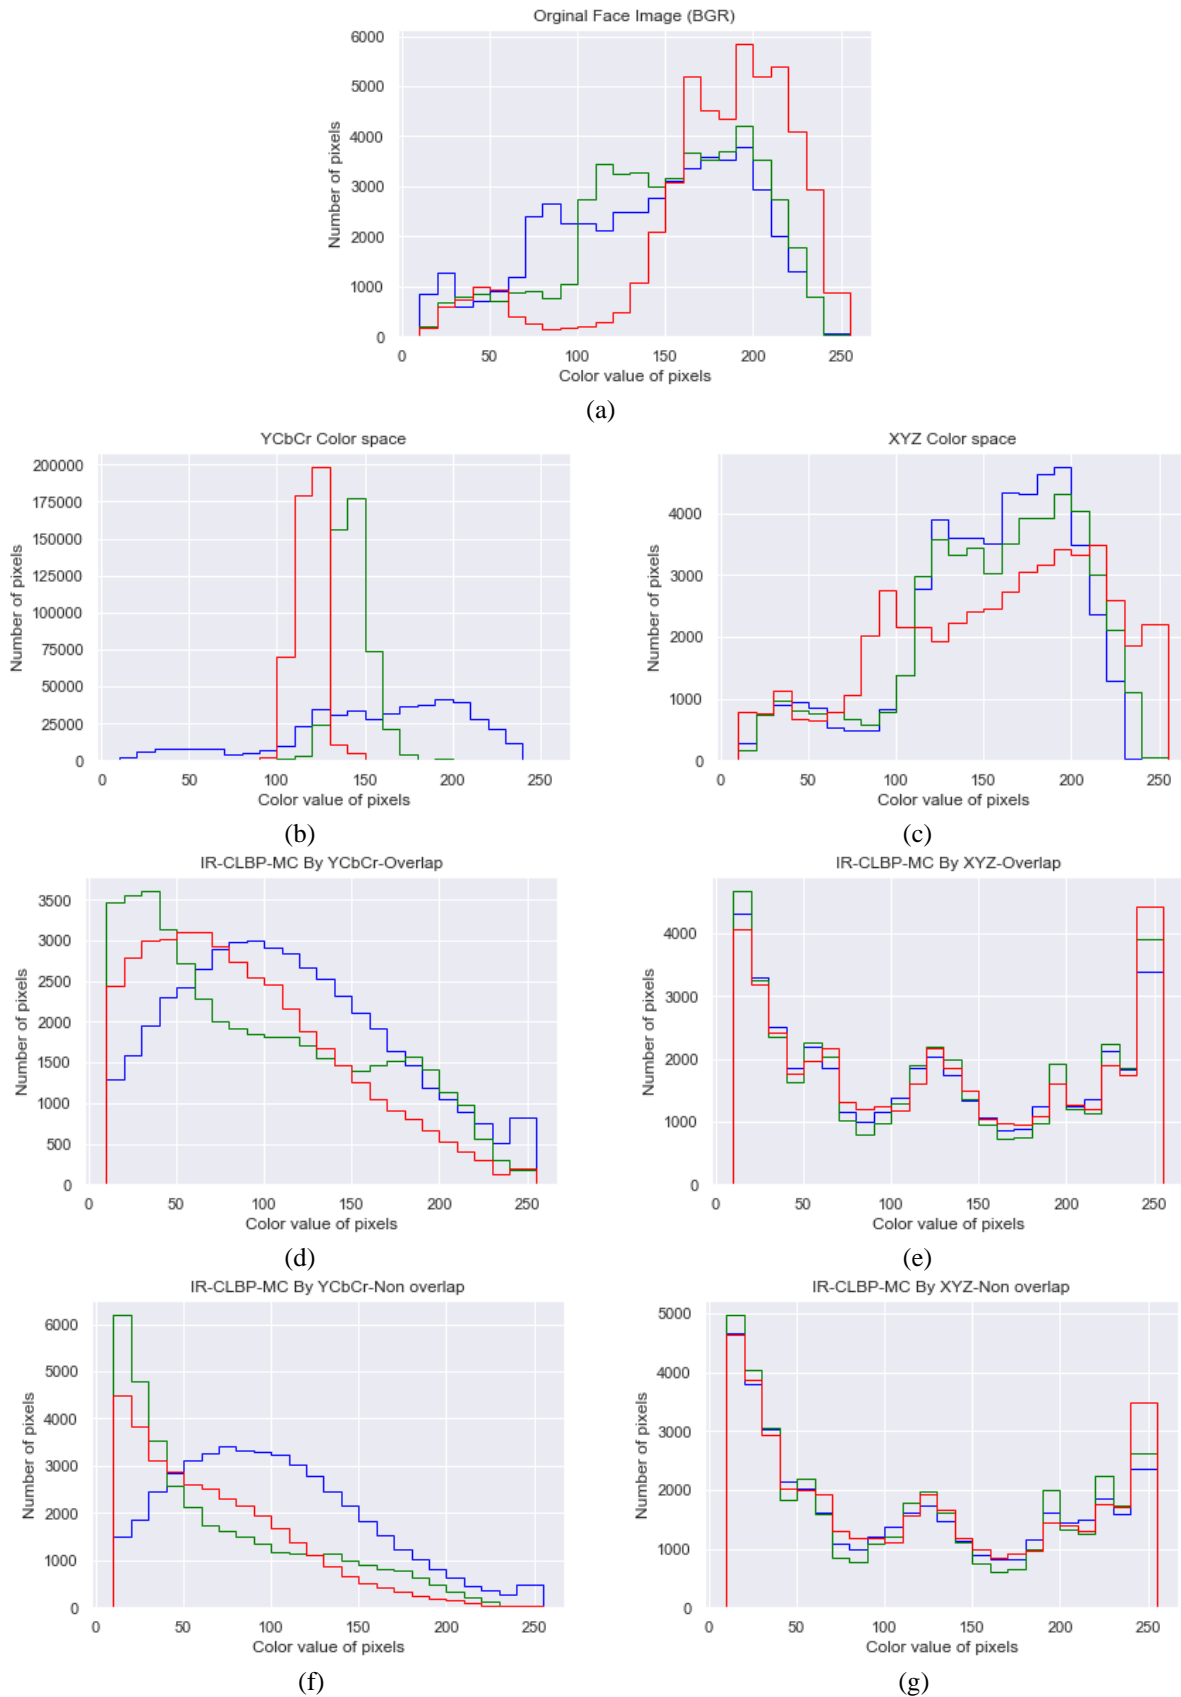 Orginal Face Image (BGR)
6000
5000
4000
3000
2000
1000
0
Number of pixels
0 50 100 150 200 250
Color value of pixels
(a)
YCbCr Color space
200000
175000
150000
125000
100000
75000
50000
25000
0
Number of pixels
0 50 100 150 200 250
Color value of pixels
(b)
XYZ Color space
4000
3000
2000
1000
0
Number of pixels
0 50 100 150 200 250
Color value of pixels
(c)
IR-CLBP-MC By YCbCr-Overlap
3500
3000
2500
2000
1500
1000
500
0
Number of pixels
0 50 100 150 200 250
Color value of pixels
(d)
IR-CLBP-MC By XYZ-Overlap
4000
3000
2000
1000
0
Number of pixels
0 50 100 150 200 250
Color value of pixels
(e)
IR-CLBP-MC By YCbCr-Non overlap
6000
5000
4000
3000
2000
1000
0
Number of pixels
0 50 100 150 200 250
Color value of pixels
(f)
IR-CLBP-MC By XYZ-Non overlap
5000
4000
3000
2000
1000
0
Number of pixels
0 50 100 150 200 250
Color value of pixels
(g)